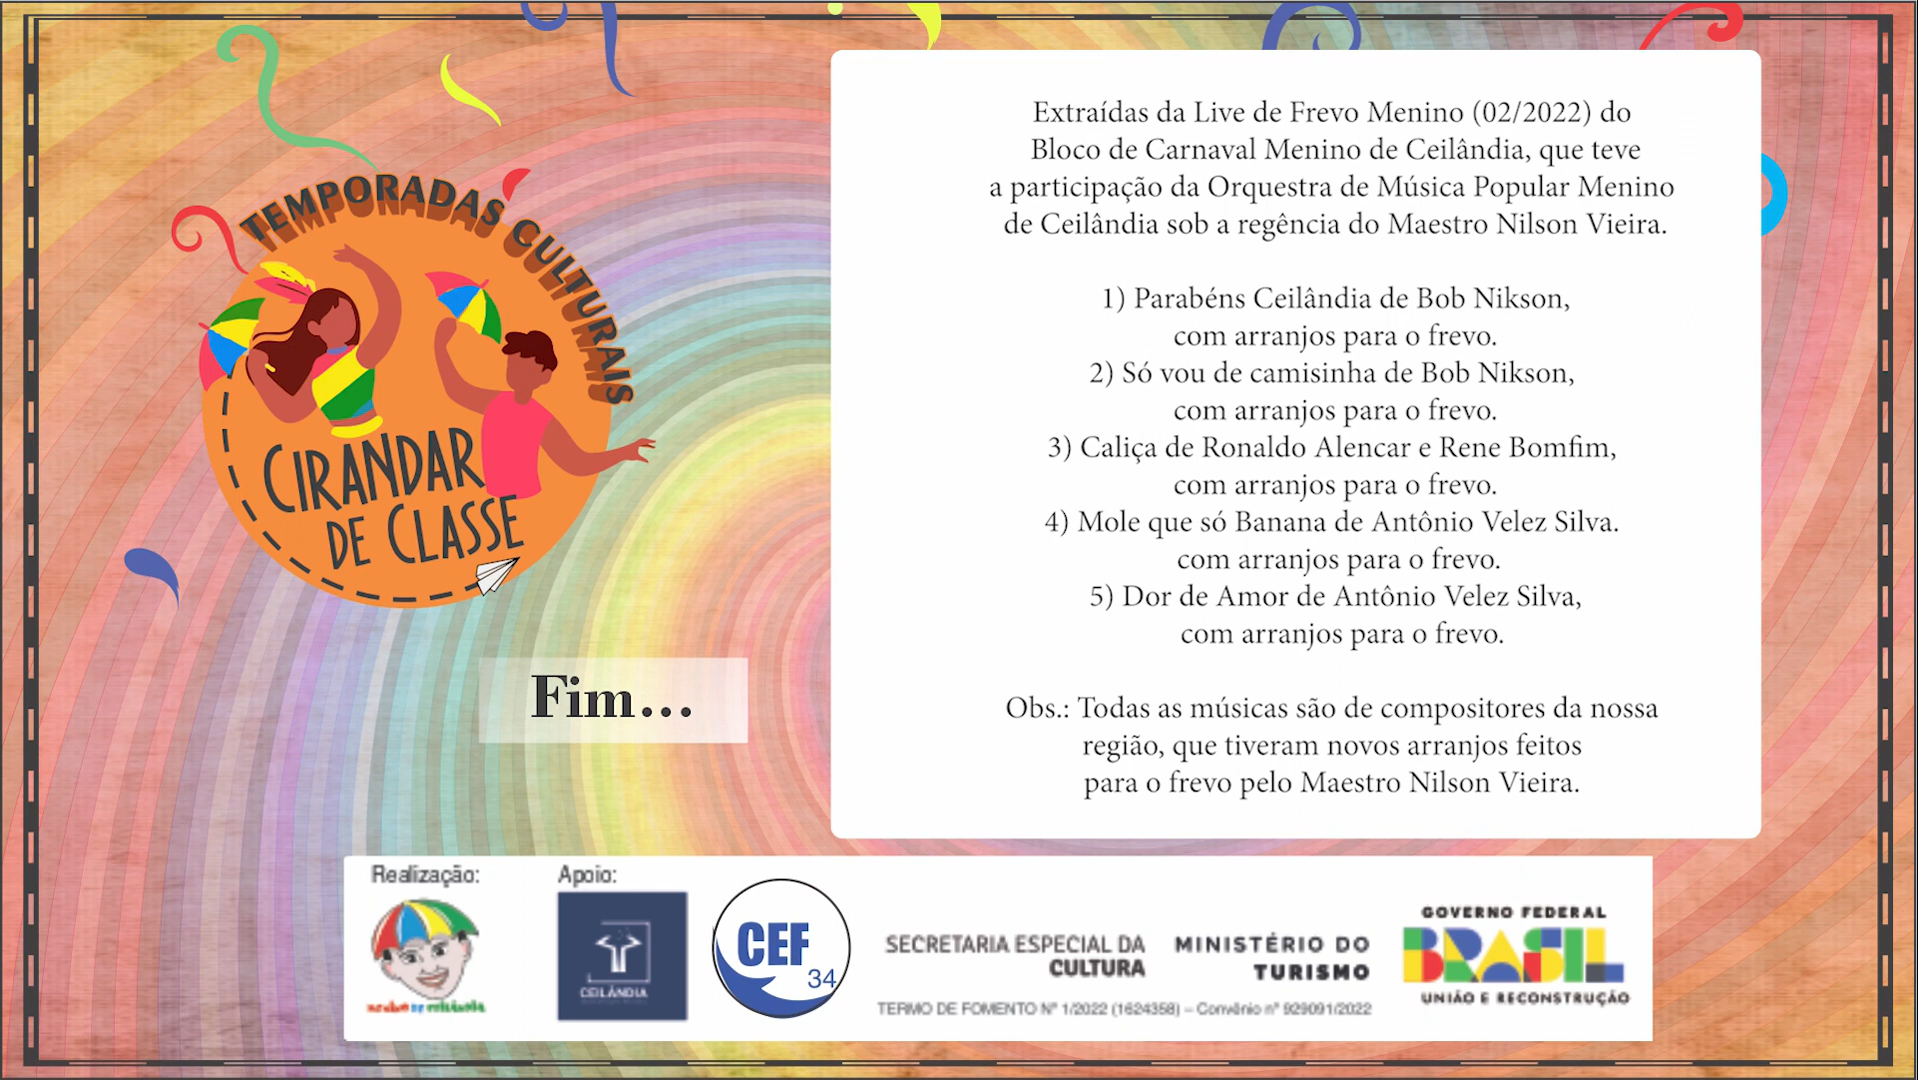 TEMPORADAS CULTURAIS
CIRANDAR
DE CLASSE
Fim...
Extraídas da Live de Frevo Menino (02/2022) do
Bloco de Carnaval Menino de Ceilândia, que teve
a participação da Orquestra de Música Popular Menino
de Ceilândia sob a regência do Maestro Nilson Vieira.
1) Parabéns Ceilândia de Bob Nikson,
com arranjos para o frevo.
2) Só vou de camisinha de Bob Nikson,
com arranjos para o frevo.
3) Caliça de Ronaldo Alencar e Rene Bomfim,
com arranjos para o frevo.
4) Mole que só Banana de Antônio Velez Silva.
com arranjos para o frevo.
5) Dor de Amor de Antônio Velez Silva,
com arranjos para o frevo.
Obs.: Todas as músicas são de compositores da nossa
região, que tiveram novos arranjos feitos
para o frevo pelo Maestro Nilson Vieira.
Realização:
Apoio:
CEILÂNDIA
CEF
34
SECRETARIA ESPECIAL DA
CULTURA
MINISTÉRIO DO
TURISMO
TERMO DE FOMENTO Nº 1/2022 (1624358) – Convênio nº 929091/2022
GOVERNO FEDERAL
BRASIL
UNIÃO E RECONSTRUÇÃO